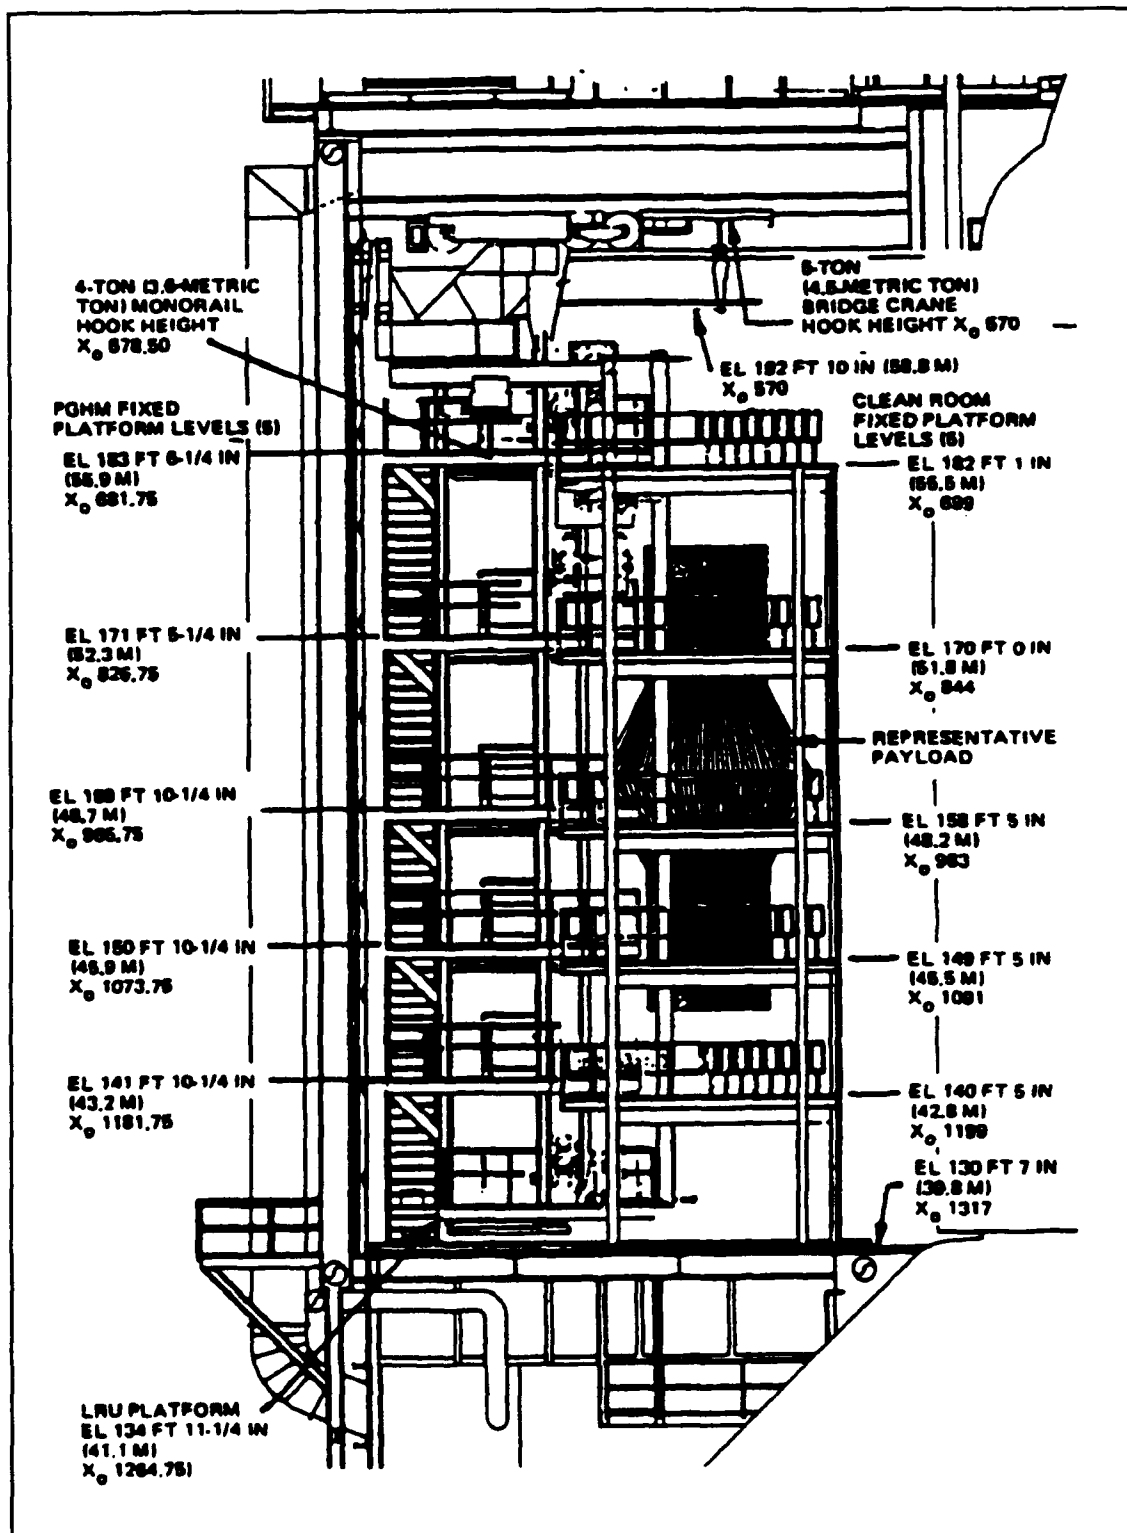 4-TON (3.6-METRIC
TON) MONORAIL
HOOK HEIGHT
X₀ 678.50
5-TON
(4.5-METRIC TON)
BRIDGE CRANE
HOOK HEIGHT X₀ 570
EL 192 FT 10 IN (58.8 M)
X₀ 570
PGHM FIXED
PLATFORM LEVELS (5)
EL 183 FT 6-1/4 IN
(55.9 M)
X₀ 681.75
EL 171 FT 5-1/4 IN
(52.3 M)
X₀ 826.75
EL 159 FT 10-1/4 IN
(48.7 M)
X₀ 965.75
EL 150 FT 10-1/4 IN
(45.9 M)
X₀ 1073.75
EL 141 FT 10-1/4 IN
(43.2 M)
X₀ 1181.75
LRU PLATFORM
EL 134 FT 11-1/4 IN
(41.1 M)
X₀ 1264.75)
CLEAN ROOM
FIXED PLATFORM
LEVELS (5)
EL 182 FT 1 IN
(55.5 M)
X₀ 699
EL 170 FT 0 IN
(51.8 M)
X₀ 844
REPRESENTATIVE
PAYLOAD
EL 158 FT 5 IN
(48.2 M)
X₀ 983
EL 149 FT 5 IN
(45.5 M)
X₀ 1091
EL 140 FT 5 IN
(42.8 M)
X₀ 1199
EL 130 FT 7 IN
(39.8 M)
X₀ 1317